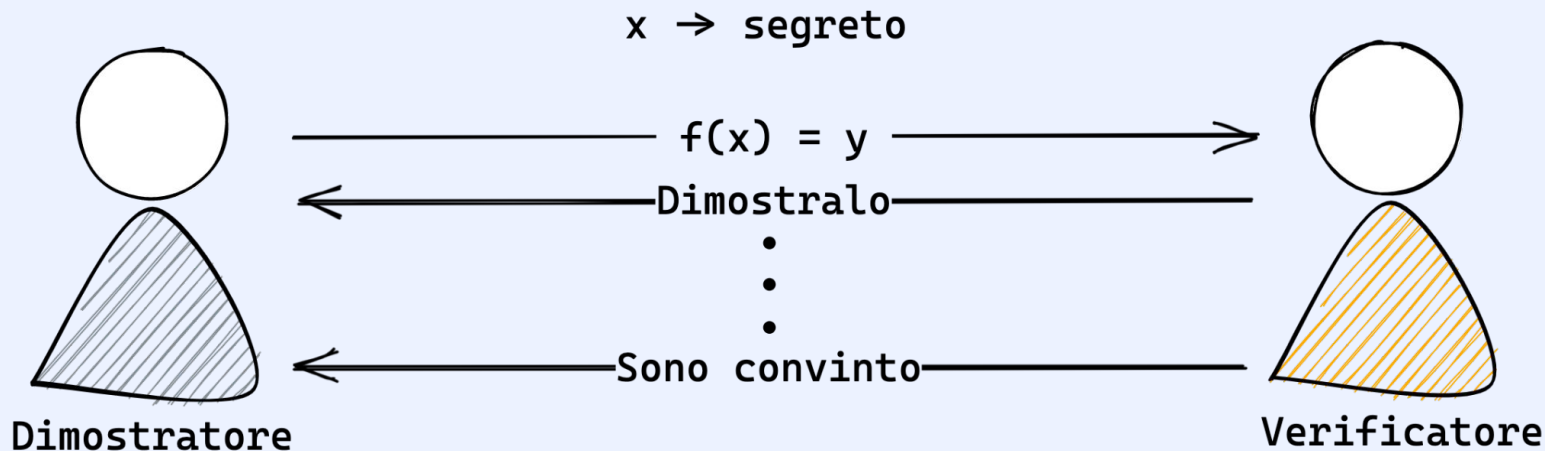 x → segreto
f(x) = y
Dimostralo
Sono convinto
Dimostratore
Verificatore